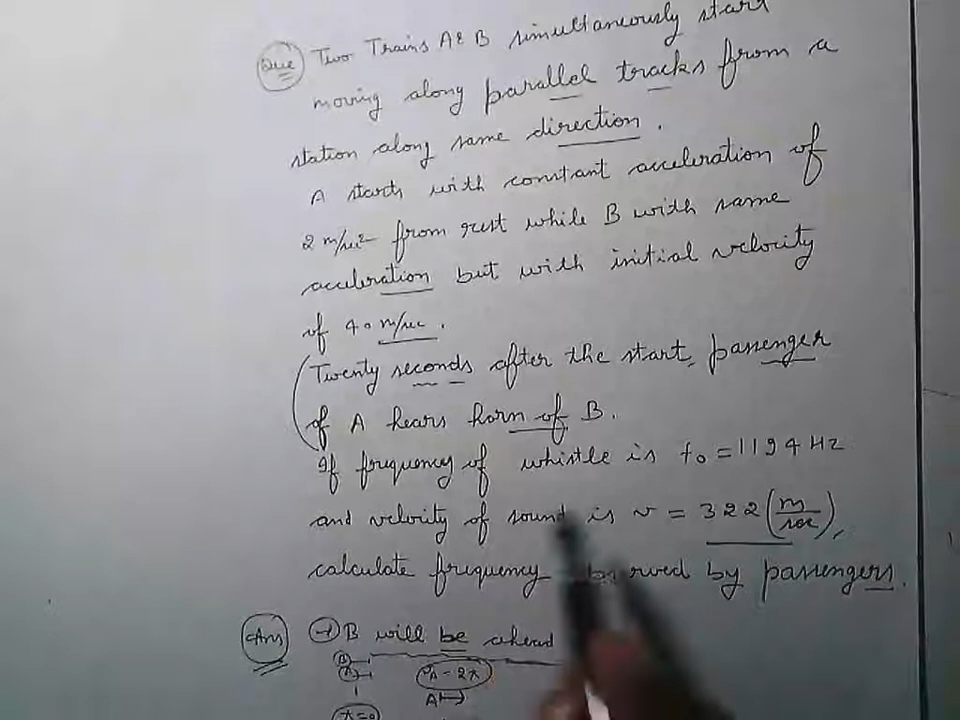 Que Two Trains A & B simultaneously start
moving along parallel tracks from a
station along same direction.
A starts with constant acceleration of
2 m/sec2 from rest while B with same
acceleration but with initial velocity
of 40 m/sec.
(Twenty seconds after the start, passenger
of A hears horn of B.
If frequency of whistle is f₀ = 1194 Hz
and velocity of sound is v = 322 (m/sec),
calculate frequency by passengers.
Ans → B will be ahead
B
A vA = 2t
A
t=0